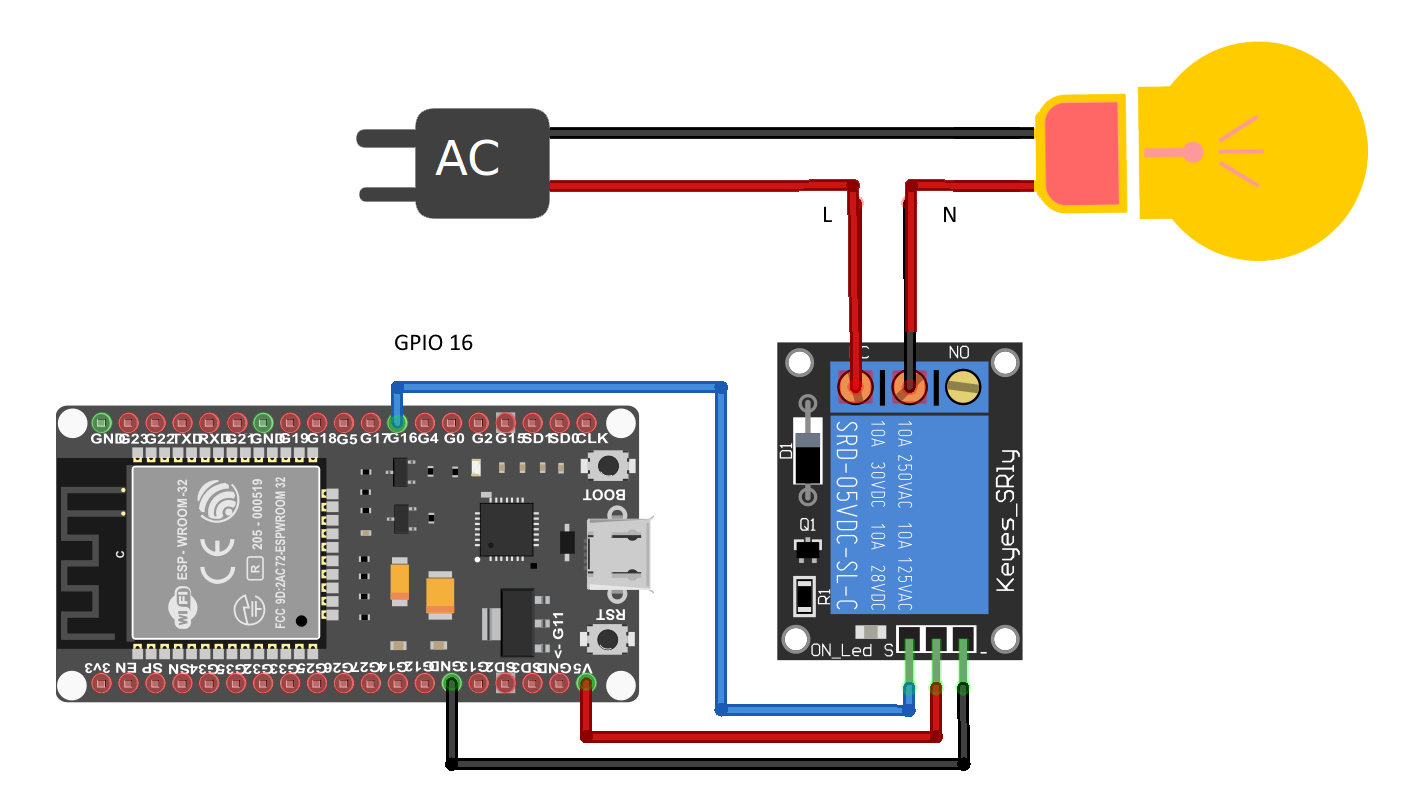 AC
L
N
GPIO 16
C
NO
GND
G23
G22
TXD
RXD
G21
GND
G19
G18
G5
G17
G16
G4
G0
G2
G15
SD1
SD0
CLK
BOOT
ESP - WROOM -32
205 - 000519
R
FCC 9D:2AC72-ESPWROOM 32
Wi Fi
CE
C
<- G11
RST
3v3
EN
SP
SN
G34
G35
G32
G33
G25
G26
G27
G14
G12
GND
G13
SD2
SD3
GND
V5
D1
Q1
R1
SRD-05VDC-SL-C
10A 30VDC 10A 28VDC
10A 250VAC 10A 125VAC
Keyes_SRly
ON_Led
S
-